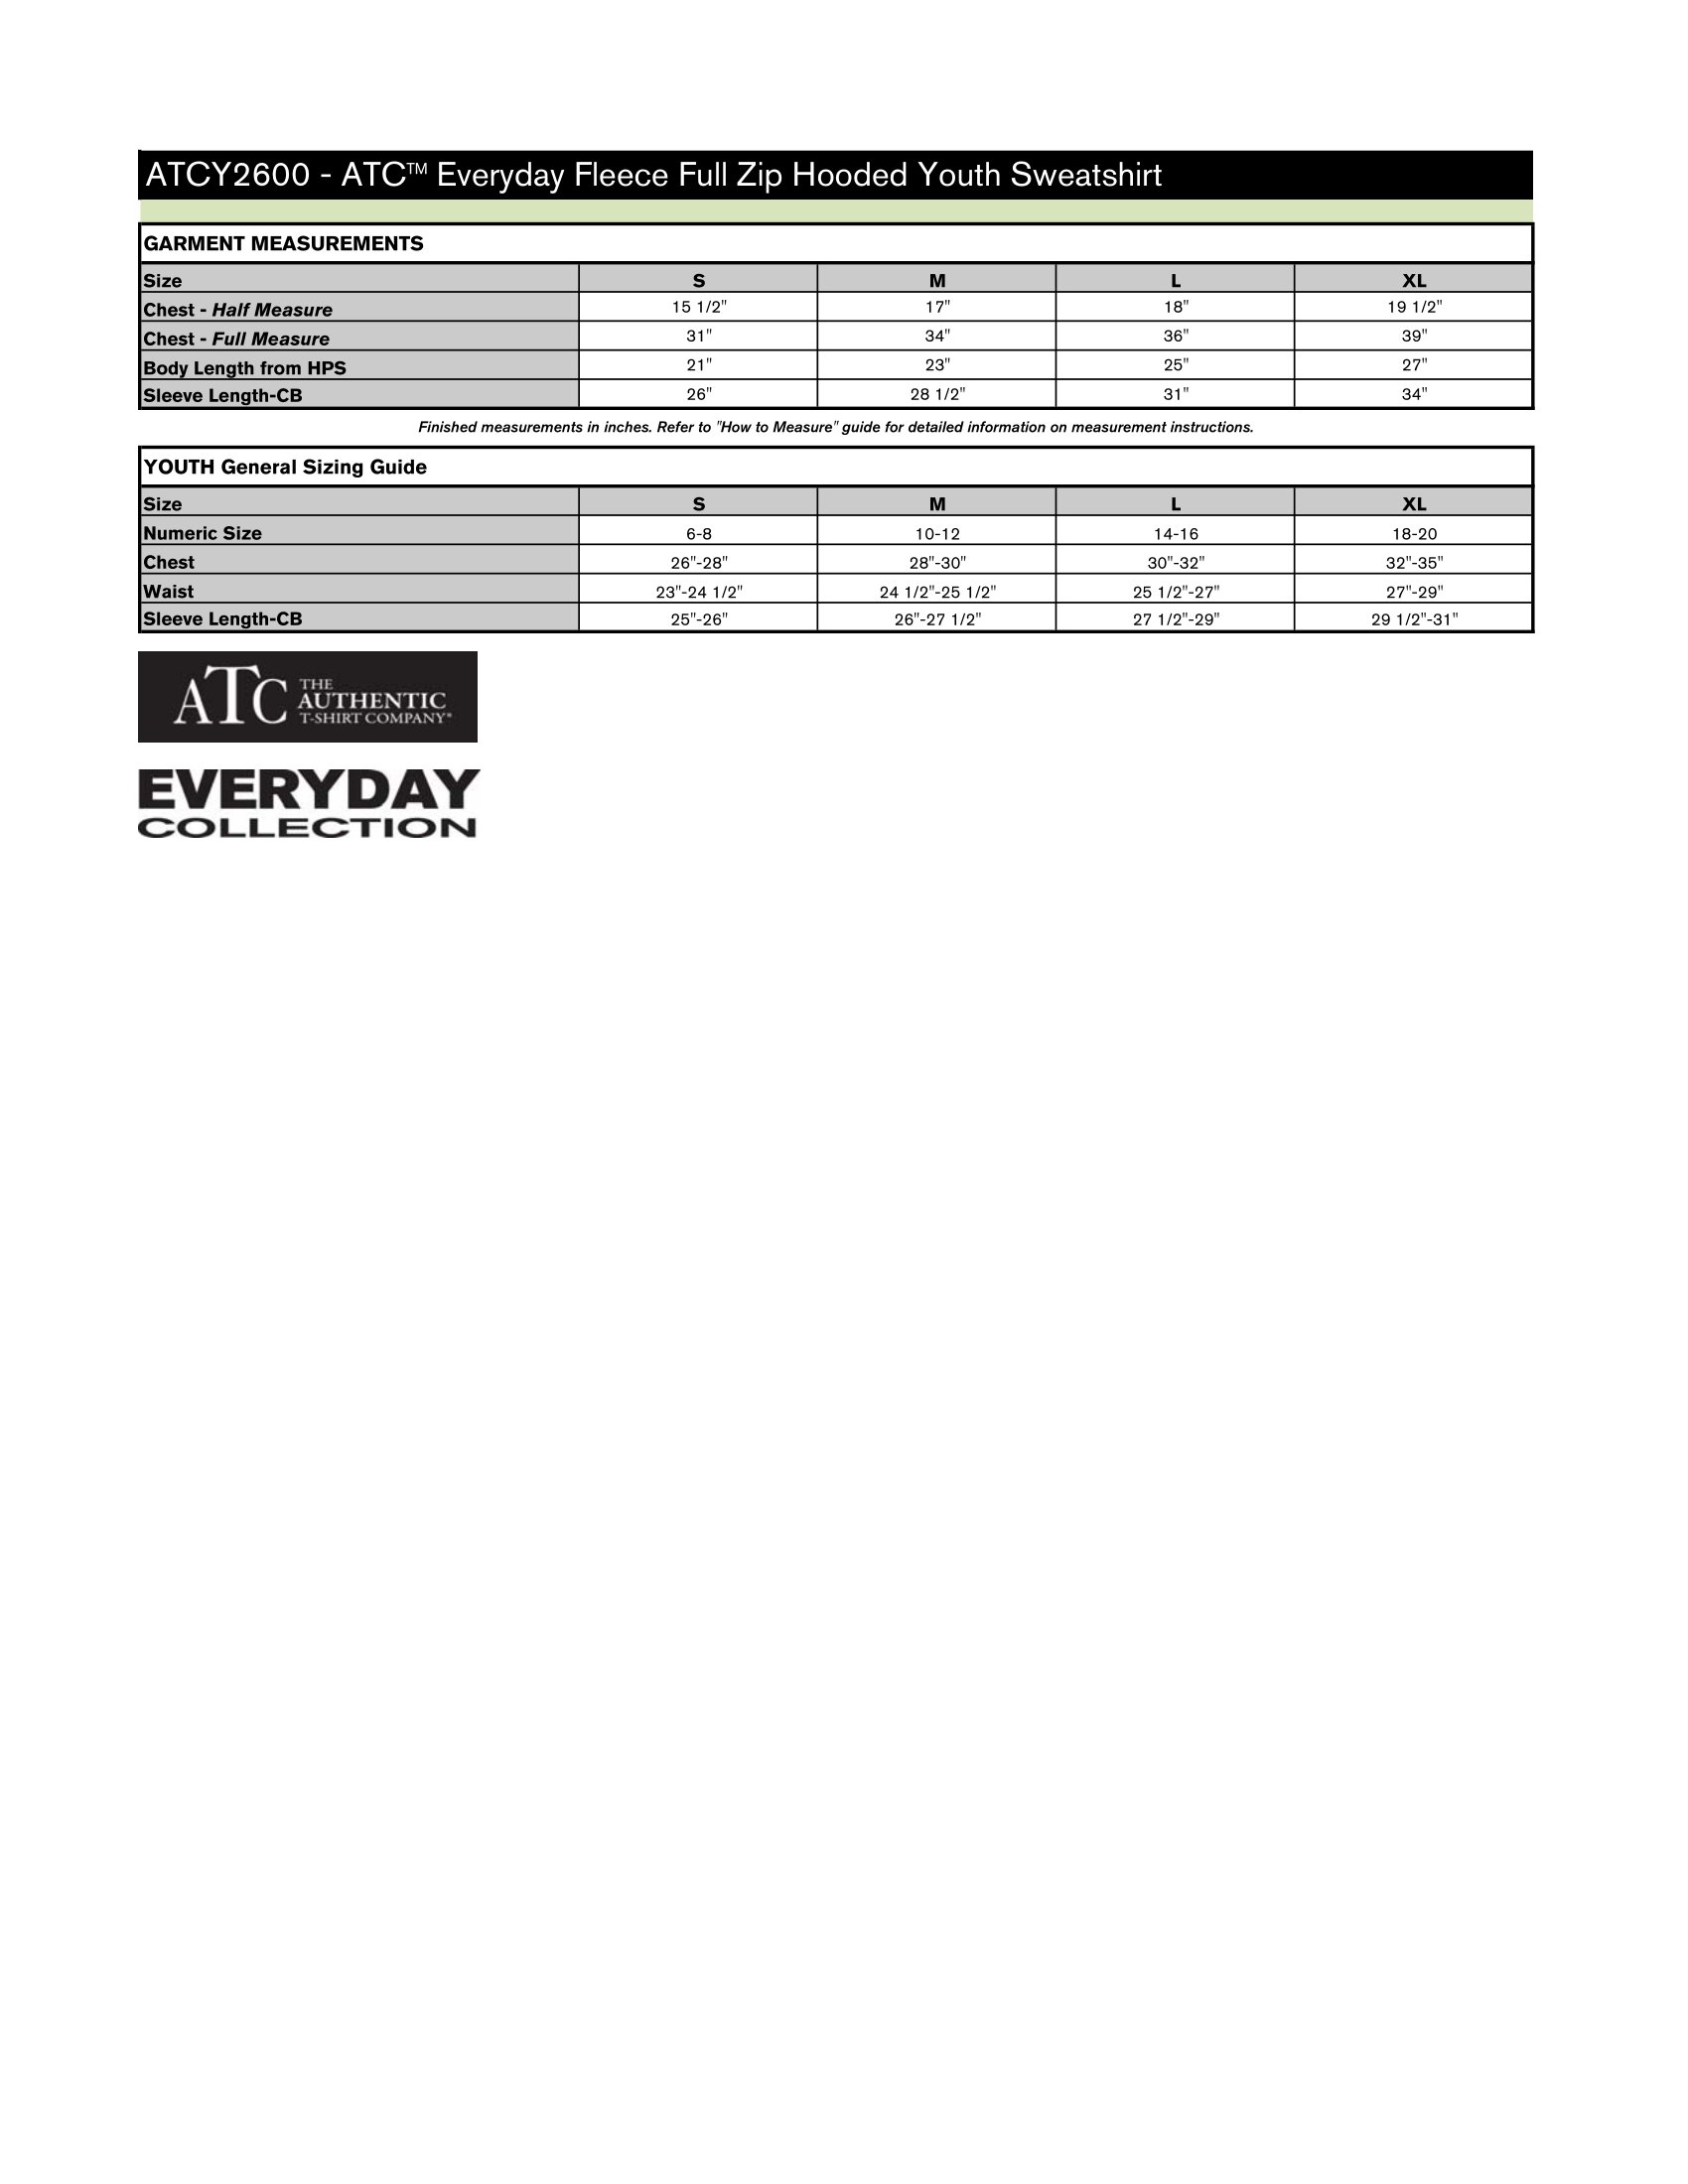 ATCY2600 - ATC™ Everyday Fleece Full Zip Hooded Youth Sweatshirt
GARMENT MEASUREMENTS
Size S M L XL
Chest - Half Measure 15 1/2" 17" 18" 19 1/2"
Chest - Full Measure 31" 34" 36" 39"
Body Length from HPS 21" 23" 25" 27"
Sleeve Length-CB 26" 28 1/2" 31" 34"
Finished measurements in inches. Refer to "How to Measure" guide for detailed information on measurement instructions.
YOUTH General Sizing Guide
Size S M L XL
Numeric Size 6-8 10-12 14-16 18-20
Chest 26"-28" 28"-30" 30"-32" 32"-35"
Waist 23"-24 1/2" 24 1/2"-25 1/2" 25 1/2"-27" 27"-29"
Sleeve Length-CB 25"-26" 26"-27 1/2" 27 1/2"-29" 29 1/2"-31"
ATC THE
AUTHENTIC
T-SHIRT COMPANY®
EVERYDAY
COLLECTION